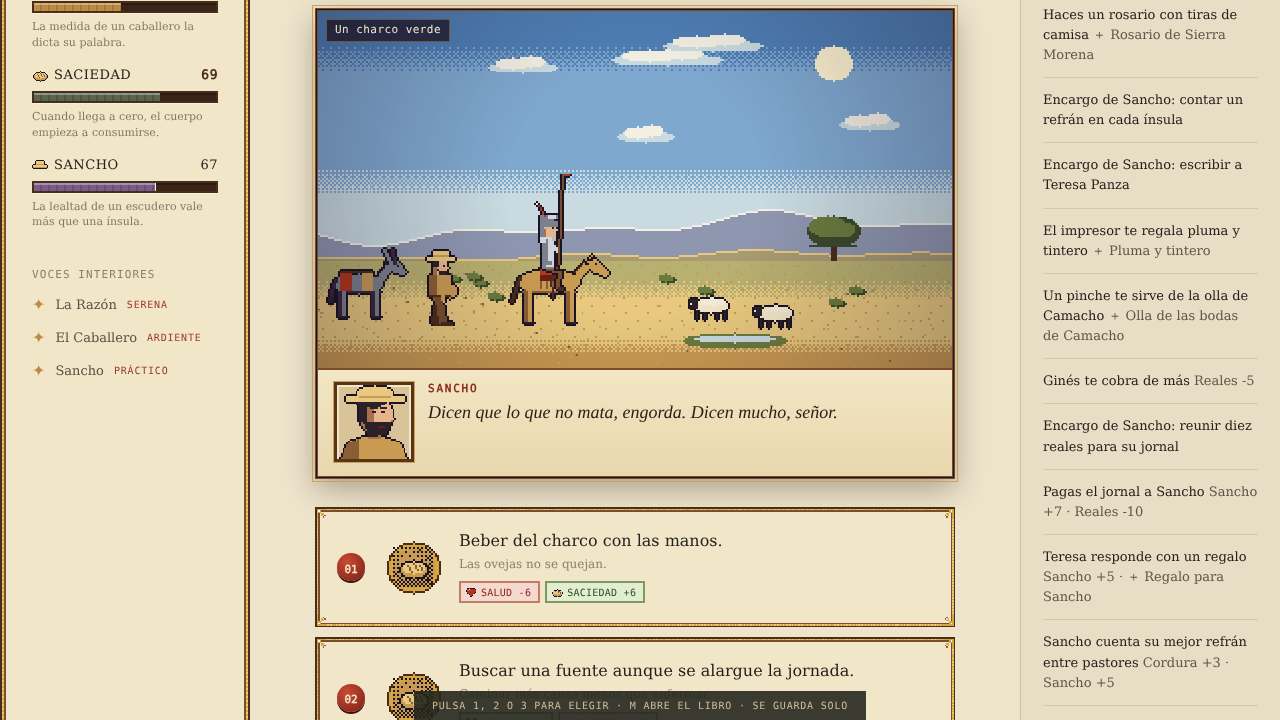 La medida de un caballero la
dicta su palabra.
SACIEDAD 69
Cuando llega a cero, el cuerpo
empieza a consumirse.
SANCHO 67
La lealtad de un escudero vale
más que una ínsula.
VOCES INTERIORES
La Razón SERENA
El Caballero ARDIENTE
Sancho PRÁCTICO
Un charco verde
SANCHO
Dicen que lo que no mata, engorda. Dicen mucho, señor.
01
Beber del charco con las manos.
Las ovejas no se quejan.
SALUD -6 SACIEDAD +6
02
Buscar una fuente aunque se alargue la jornada.
PULSA 1, 2 O 3 PARA ELEGIR · M ABRE EL LIBRO · SE GUARDA SOLO
Haces un rosario con tiras de
camisa + Rosario de Sierra
Morena
Encargo de Sancho: contar un
refrán en cada ínsula
Encargo de Sancho: escribir a
Teresa Panza
El impresor te regala pluma y
tintero + Pluma y tintero
Un pinche te sirve de la olla de
Camacho + Olla de las bodas
de Camacho
Ginés te cobra de más Reales -5
Encargo de Sancho: reunir diez
reales para su jornal
Pagas el jornal a Sancho Sancho
+7 · Reales -10
Teresa responde con un regalo
Sancho +5 · + Regalo para
Sancho
Sancho cuenta su mejor refrán
entre pastores Cordura +3 ·
Sancho +5